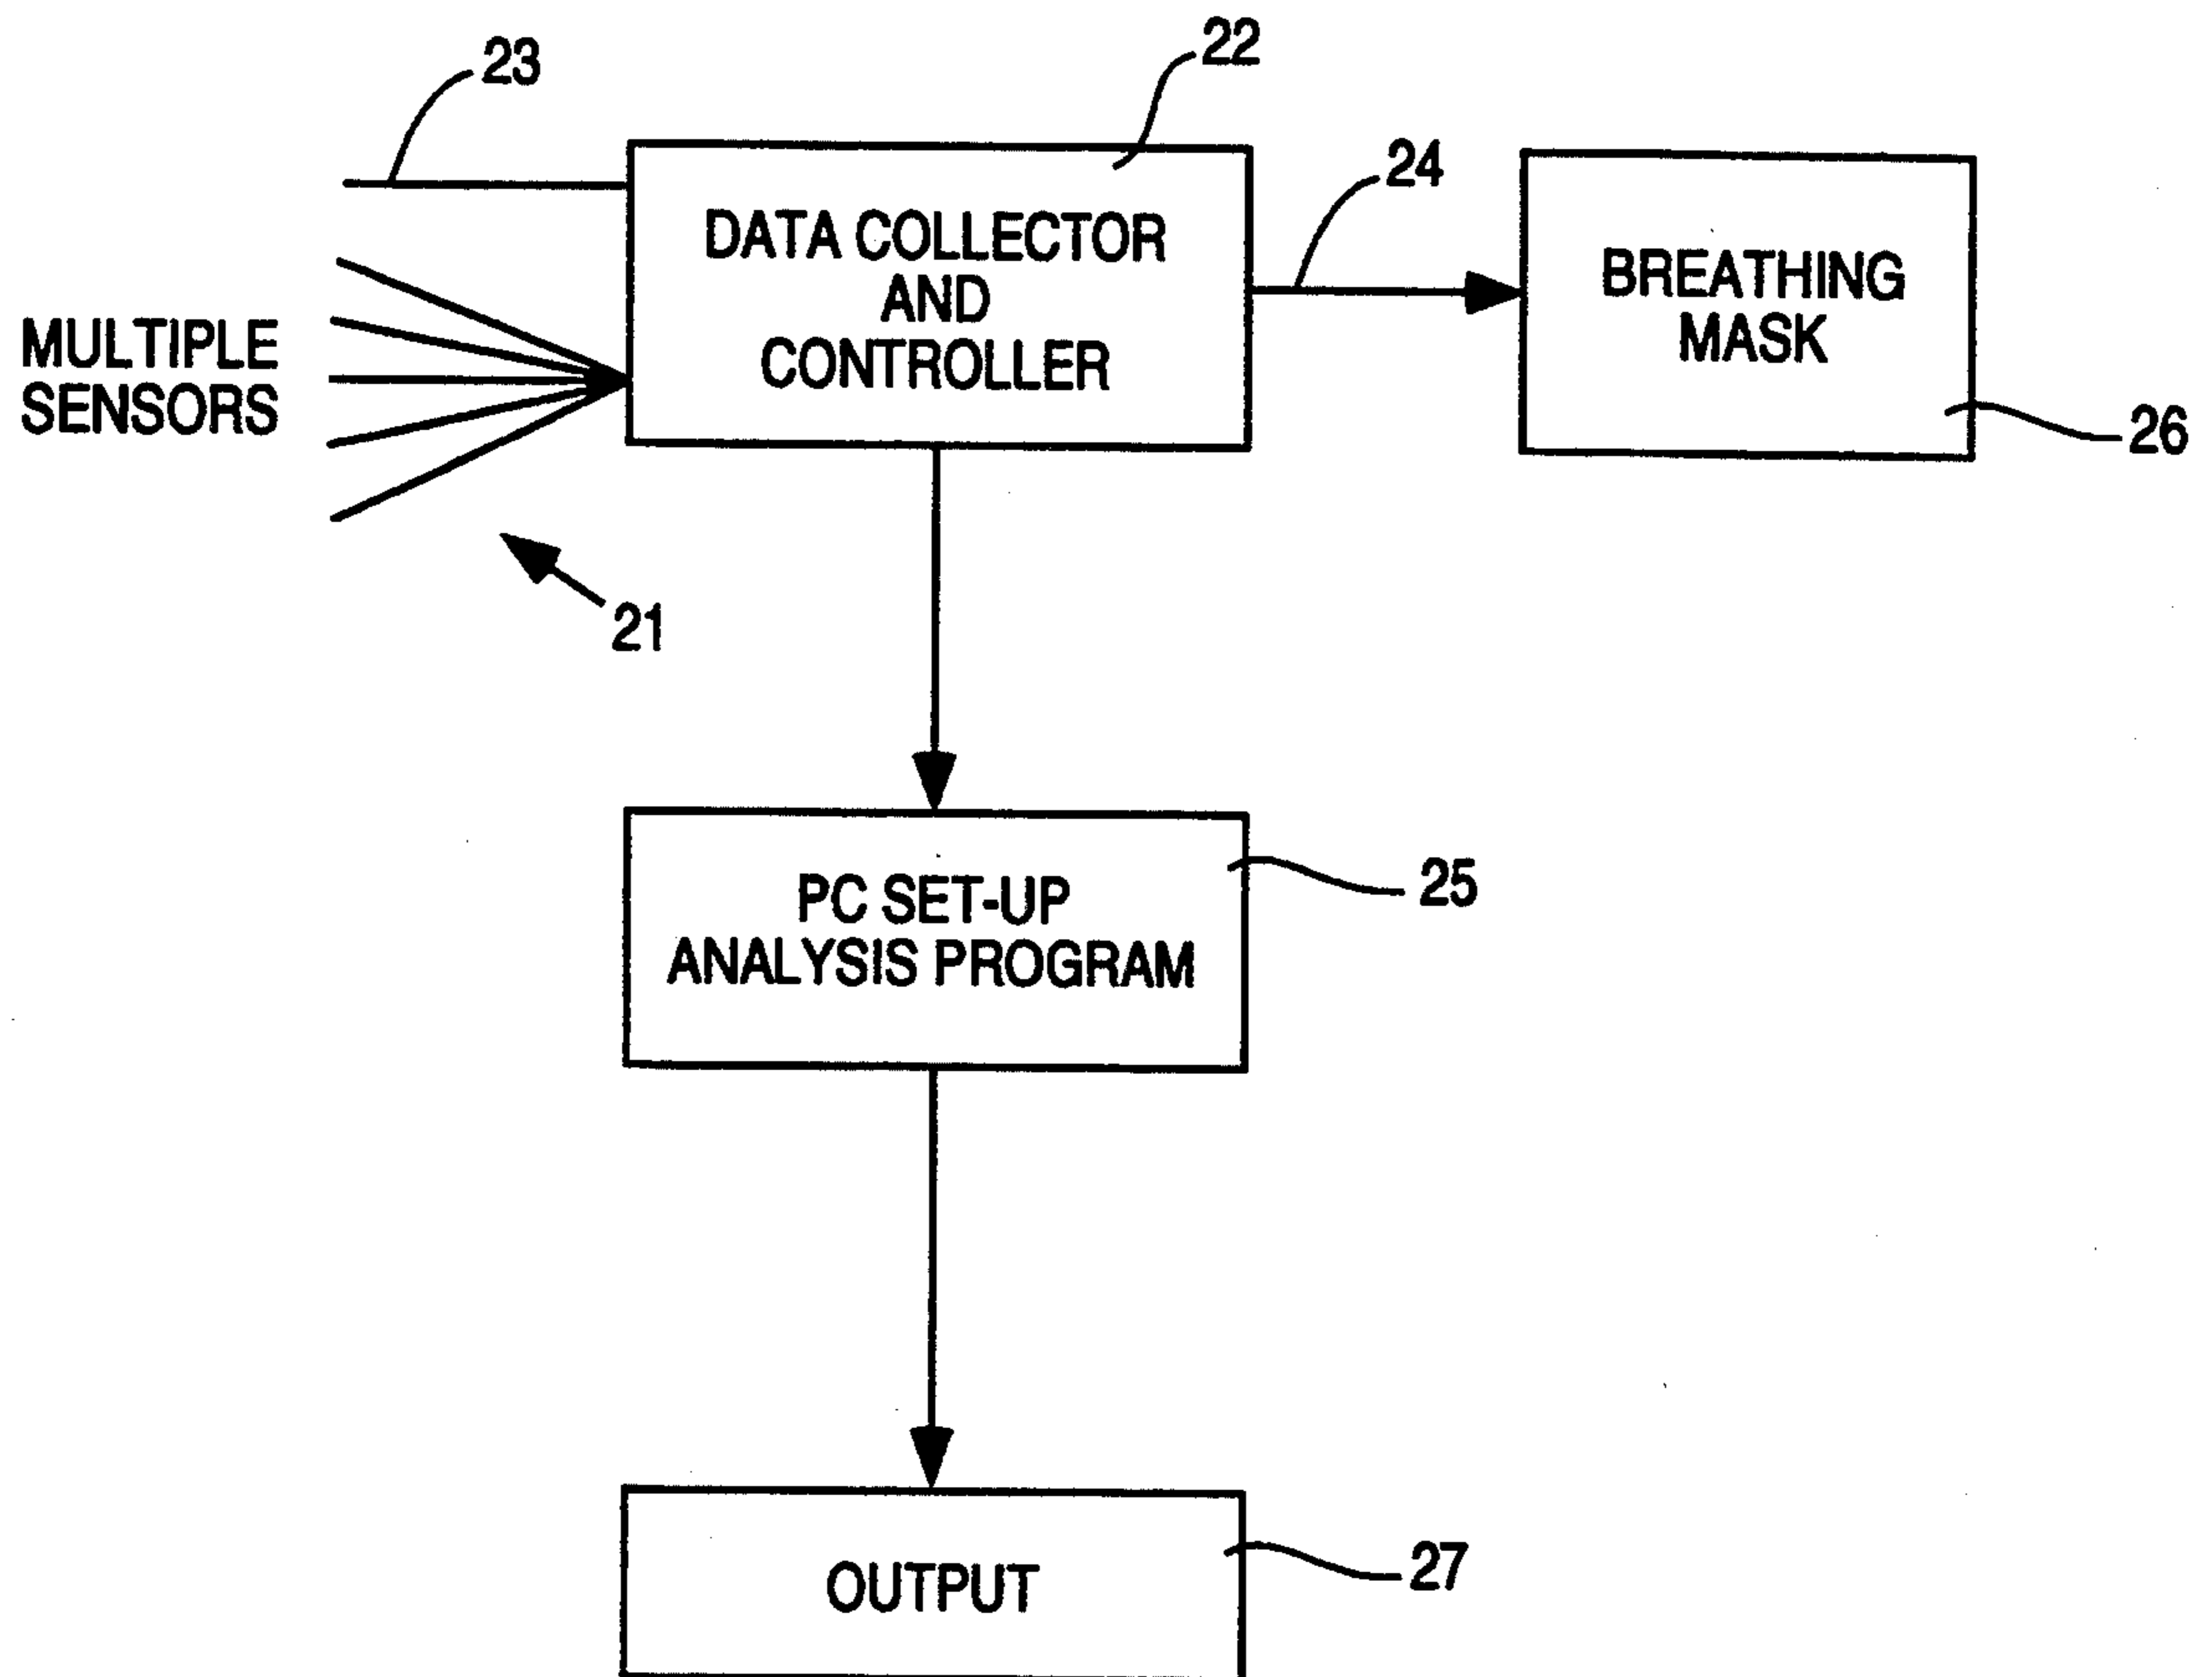 23
22
24
DATA COLLECTOR
AND
CONTROLLER
BREATHING
MASK
MULTIPLE
SENSORS
26
21
25
PC SET-UP
ANALYSIS PROGRAM
27
OUTPUT